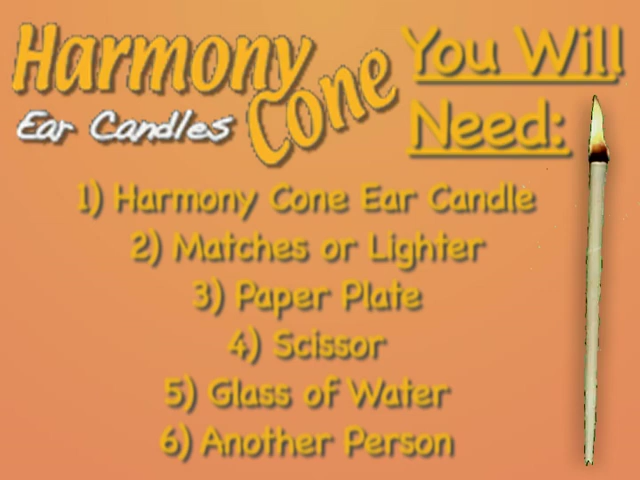 Harmony Cone
Ear Candles
You Will
Need:
1) Harmony Cone Ear Candle
2) Matches or Lighter
3) Paper Plate
4) Scissor
5) Glass of Water
6) Another Person